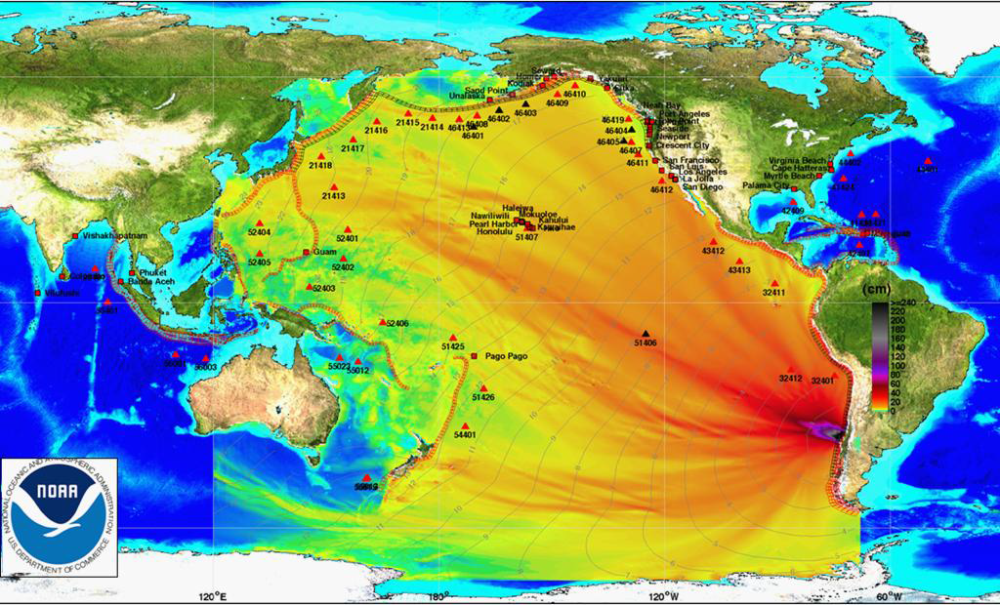 Seward
Homer
Kodiak
Yakutat
Sitka
Sand Point
Unalaska
46410
46409
46403
46402
46408
46413
46401
21414
21415
21416
21417
21418
21413
Neah Bay
Port Angeles
Seaside
Newport
Crescent City
46419
46404
46405
46407
46411
San Francisco
San Luis
Los Angeles
La Jolla
San Diego
46412
Virginia Beach
Cape Hatteras
Myrtle Beach
Palama City
44402
44401
42409
42407
Haleiwa
Nawiliwili
Mokuoloe
Pearl Harbor
Kahului
Honolulu
51407
52404
52401
Vishakhapatnam
52405
Guam
52402
43412
43413
Phuket
Banda Aceh
Vilufushi
52403
32411
(cm)
>=240
220
200
180
160
140
120
100
80
60
40
20
0
52406
51425
51406
Pago Pago
56001
56003
55023
55012
32412
32401
51426
54401
NOAA
NATIONAL OCEANIC AND ATMOSPHERIC ADMINISTRATION
U.S. DEPARTMENT OF COMMERCE
120°E
180°
120°W
60°W